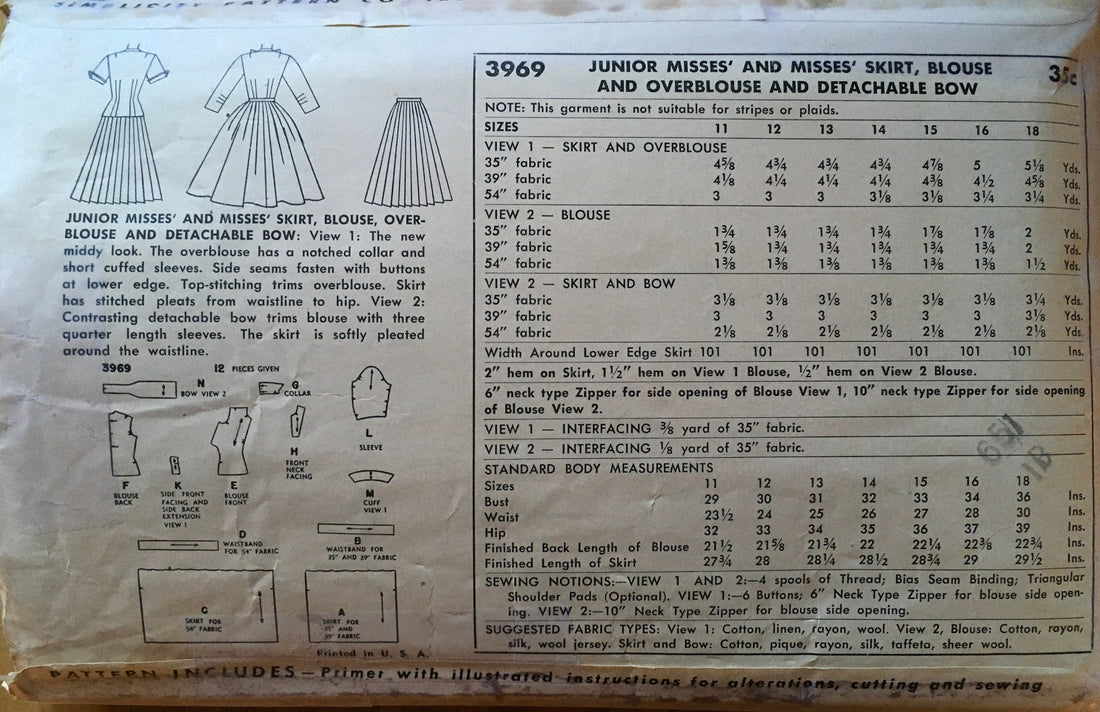 SIMPLICITY PATTERN CO.
JUNIOR MISSES' AND MISSES' SKIRT, BLOUSE, OVER-
BLOUSE AND DETACHABLE BOW: View 1: The new
middy look. The overblouse has a notched collar and
short cuffed sleeves. Side seams fasten with buttons
at lower edge. Top-stitching trims overblouse. Skirt
has stitched pleats from waistline to hip. View 2:
Contrasting detachable bow trims blouse with three
quarter length sleeves. The skirt is softly pleated
around the waistline.
3969 12 PIECES GIVEN
N
BOW VIEW 2
G
COLLAR
L
SLEEVE
H
FRONT
NECK
FACING
F
BLOUSE
BACK
K
SIDE FRONT
FACING AND
SIDE BACK
EXTENSION
VIEW 1
E
BLOUSE
FRONT
M
CUFF
VIEW 1
D
WAISTBAND
FOR 54" FABRIC
B
WAISTBAND FOR
35" AND 39" FABRIC
C
SKIRT FOR
54" FABRIC
A
SKIRT FOR
35" AND
39" FABRIC
Printed in U. S. A.
3969 JUNIOR MISSES' AND MISSES' SKIRT, BLOUSE 35c
AND OVERBLOUSE AND DETACHABLE BOW
NOTE: This garment is not suitable for stripes or plaids.
SIZES 11 12 13 14 15 16 18
VIEW 1 — SKIRT AND OVERBLOUSE
35" fabric 4⅝ 4¾ 4¾ 4¾ 4⅞ 5 5⅛ Yds.
39" fabric 4⅛ 4¼ 4¼ 4¼ 4⅜ 4½ 4⅝ Yds.
54" fabric 3 3 3 3⅛ 3⅛ 3¼ 3¼ Yds.
VIEW 2 — BLOUSE
35" fabric 1¾ 1¾ 1¾ 1¾ 1⅞ 1⅞ 2 Yds.
39" fabric 1⅝ 1¾ 1¾ 1¾ 1¾ 1¾ 2 Yds.
54" fabric 1⅜ 1⅜ 1⅜ 1⅜ 1⅜ 1⅜ 1½ Yds.
VIEW 2 — SKIRT AND BOW
35" fabric 3⅛ 3⅛ 3⅛ 3⅛ 3⅛ 3⅛ 3¼ Yds.
39" fabric 3 3 3 3 3 3 3⅛ Yds.
54" fabric 2⅛ 2⅛ 2⅛ 2⅛ 2⅛ 2⅛ 2⅛ Yds.
Width Around Lower Edge Skirt 101 101 101 101 101 101 101 Ins.
2" hem on Skirt, 1½" hem on View 1 Blouse, ½" hem on View 2 Blouse.
6" neck type Zipper for side opening of Blouse View 1, 10" neck type Zipper for side opening
of Blouse View 2.
VIEW 1 — INTERFACING ⅜ yard of 35" fabric.
VIEW 2 — INTERFACING ⅛ yard of 35" fabric.
STANDARD BODY MEASUREMENTS
Sizes 11 12 13 14 15 16 18
Bust 29 30 31 32 33 34 36 Ins.
Waist 23½ 24 25 26 27 28 30 Ins.
Hip 32 33 34 35 36 37 39 Ins.
Finished Back Length of Blouse 21½ 21⅝ 21¾ 22 22¼ 22⅜ 22¾ Ins.
Finished Length of Skirt 27¾ 28 28¼ 28½ 28¾ 29 29½ Ins.
SEWING NOTIONS:—VIEW 1 AND 2:—4 spools of Thread; Bias Seam Binding; Triangular
Shoulder Pads (Optional). VIEW 1:—6 Buttons; 6" Neck Type Zipper for blouse side open-
ing. VIEW 2:—10" Neck Type Zipper for blouse side opening.
SUGGESTED FABRIC TYPES: View 1: Cotton, linen, rayon, wool. View 2, Blouse: Cotton, rayon,
silk, wool jersey. Skirt and Bow: Cotton, pique, rayon, silk, taffeta, sheer wool.
PATTERN INCLUDES—Primer with illustrated instructions for alterations, cutting and sewing